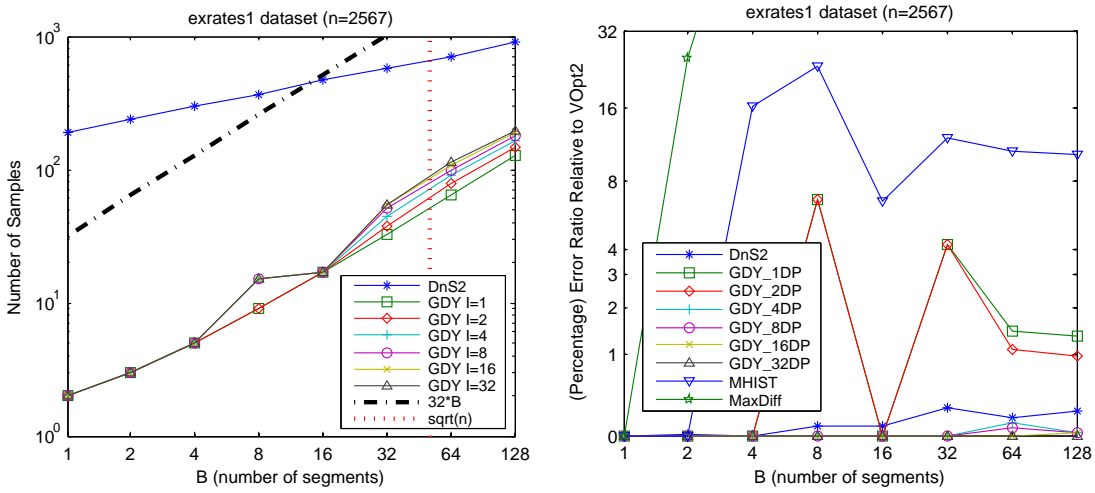 exrates1 dataset (n=2567)
Number of Samples
10^3
10^2
10^1
10^0
1 2 4 8 16 32 64 128
B (number of segments)
DnS2
GDY I=1
GDY I=2
GDY I=4
GDY I=8
GDY I=16
GDY I=32
32*B
sqrt(n)
exrates1 dataset (n=2567)
(Percentage) Error Ratio Relative to VOpt2
32
16
8
4
3
2
1
0
1 2 4 8 16 32 64 128
B (number of segments)
DnS2
GDY_1DP
GDY_2DP
GDY_4DP
GDY_8DP
GDY_16DP
GDY_32DP
MHIST
MaxDiff